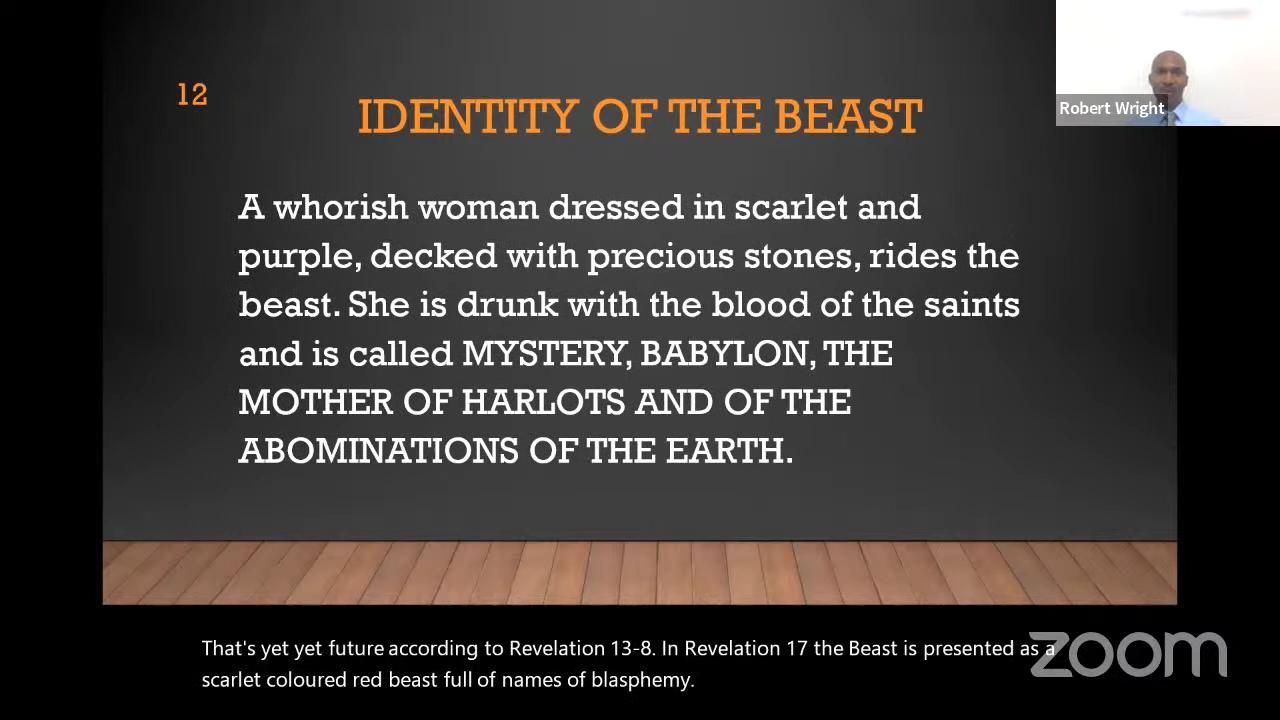 12
IDENTITY OF THE BEAST
Robert Wright
A whorish woman dressed in scarlet and
purple, decked with precious stones, rides the
beast. She is drunk with the blood of the saints
and is called MYSTERY, BABYLON, THE
MOTHER OF HARLOTS AND OF THE
ABOMINATIONS OF THE EARTH.
That's yet yet future according to Revelation 13-8. In Revelation 17 the Beast is presented as a
scarlet coloured red beast full of names of blasphemy.
zoom